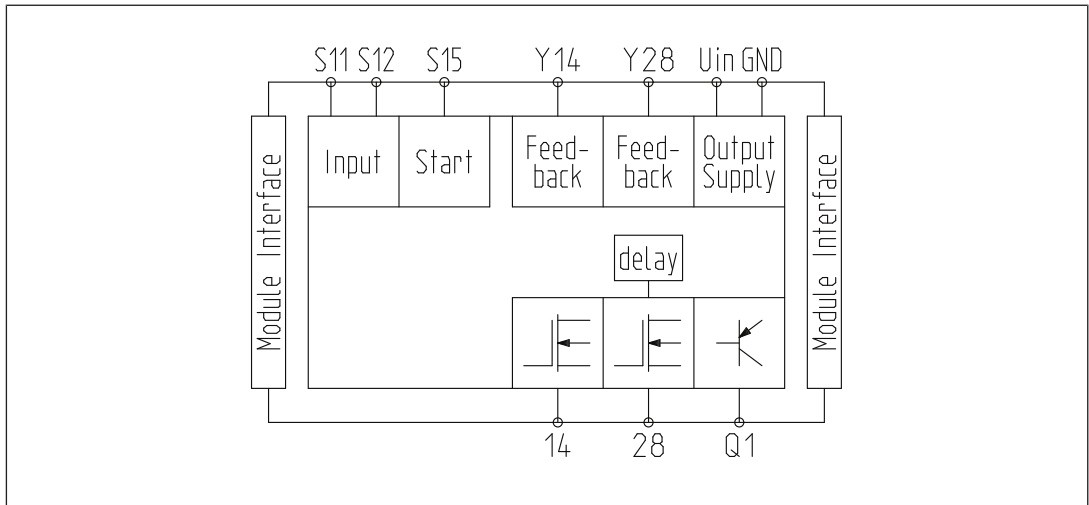 S11 S12 S15 Y14 Y28 Uin GND
Module Interface
Input
Start
Feed-
back
Feed-
back
Output
Supply
Module Interface
delay
14 28 Q1